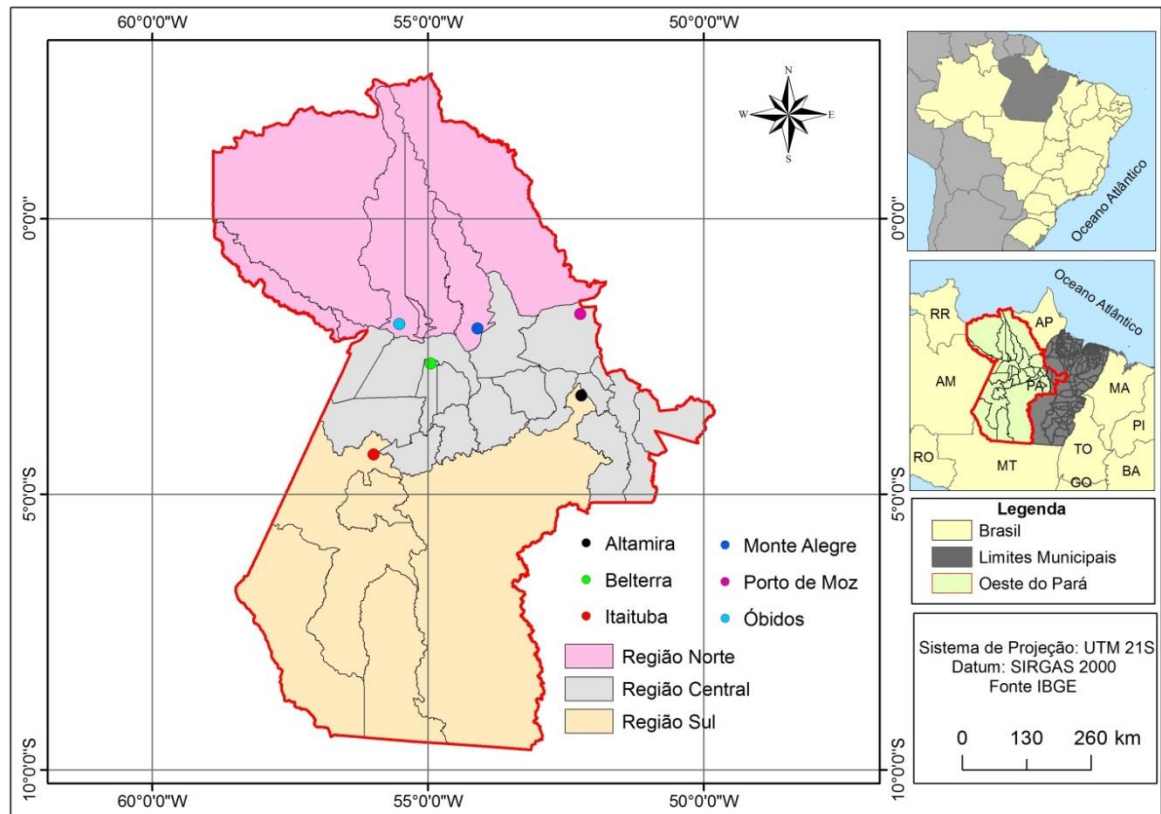 60°0'0"W
55°0'0"W
50°0'0"W
0°0'0"
0°0'0"
5°0'0"S
5°0'0"S
10°0'0"S
10°0'0"S
N
W
E
S
Altamira
Monte Alegre
Belterra
Porto de Moz
Itaituba
Óbidos
Região Norte
Região Central
Região Sul
60°0'0"W
55°0'0"W
50°0'0"W
Oceano Atlântico
Oceano Atlântico
RR
AP
AM
PA
MA
PI
RO
MT
TO
GO
BA
Legenda
Brasil
Limites Municipais
Oeste do Pará
Sistema de Projeção: UTM 21S
Datum: SIRGAS 2000
Fonte IBGE
0 130 260 km